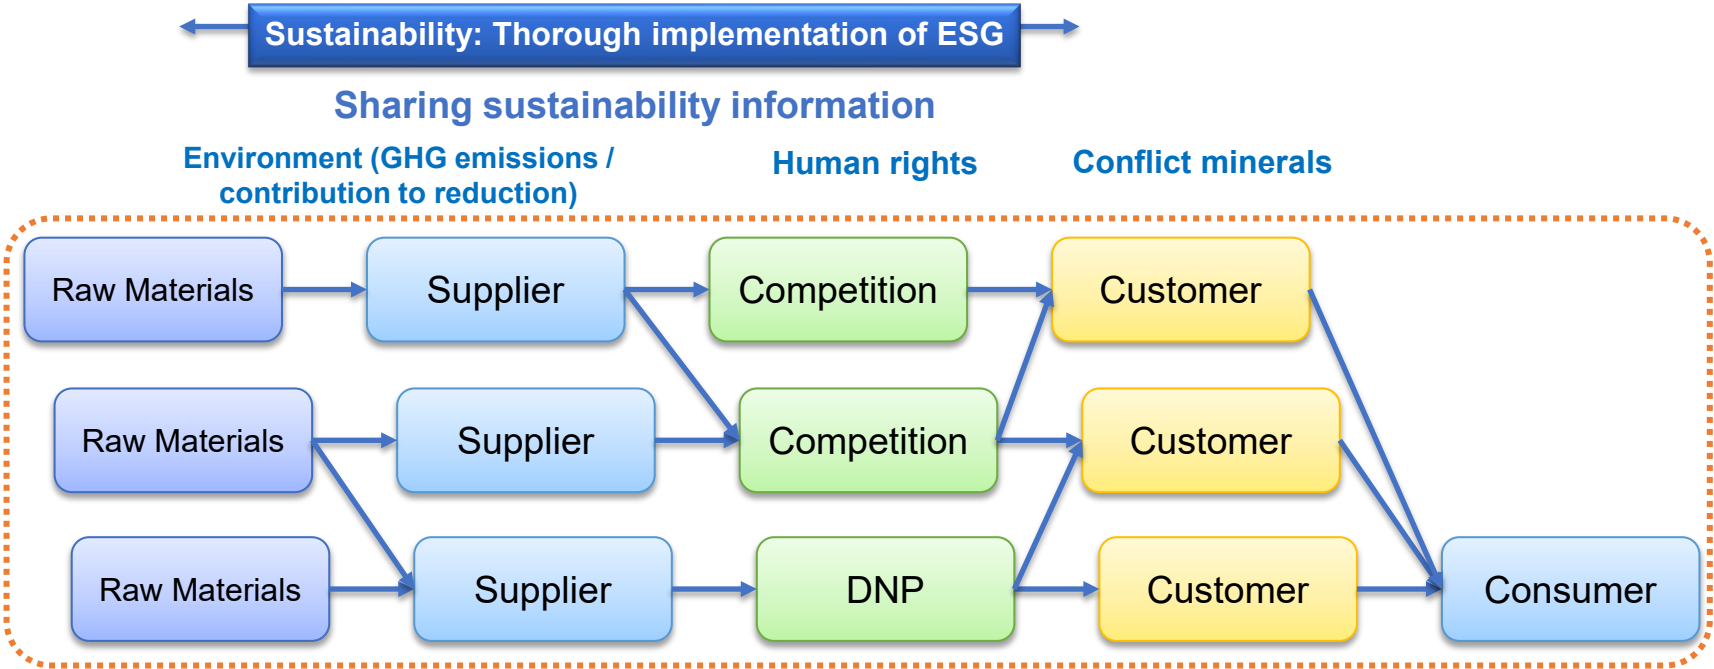 Sustainability: Thorough implementation of ESG
Sharing sustainability information
Environment (GHG emissions /
contribution to reduction)
Human rights
Conflict minerals
Raw Materials
Supplier
Competition
Customer
Raw Materials
Supplier
Competition
Customer
Raw Materials
Supplier
DNP
Customer
Consumer